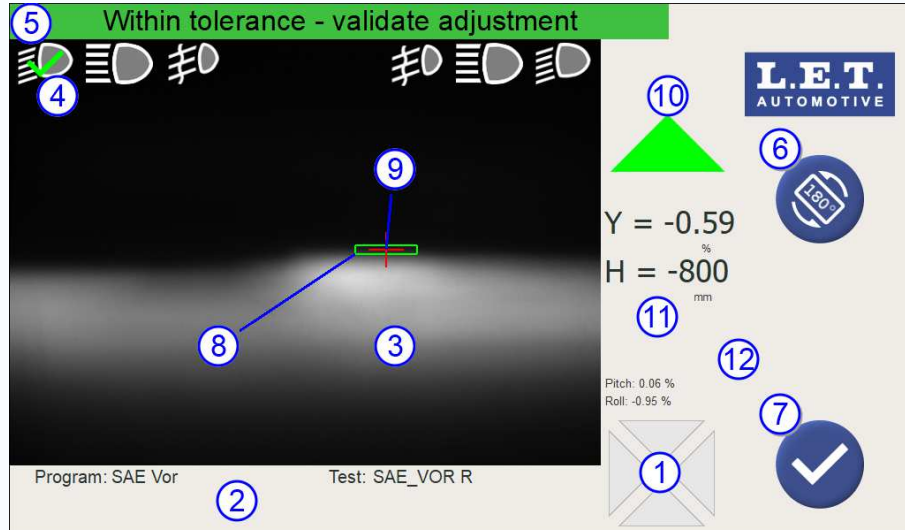 5
Within tolerance - validate adjustment
4
10
L.E.T.
AUTOMOTIVE
6
180°
9
Y = -0.59
%
H = -800
mm
8
3
11
12
Pitch: 0.06 %
Roll: -0.95 %
7
1
Program: SAE Vor
Test: SAE_VOR R
2